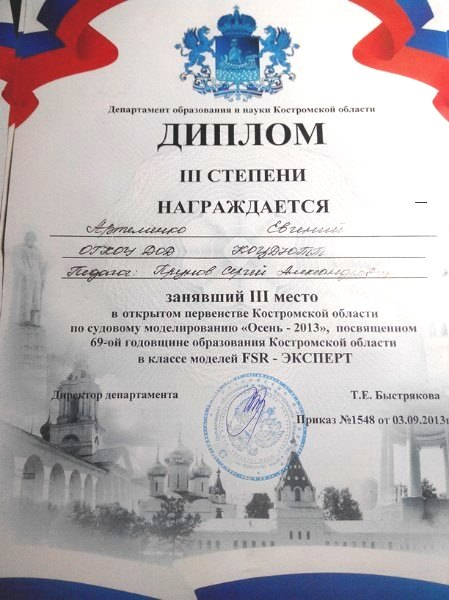 Департамент образования и науки Костромской области
ДИПЛОМ
III СТЕПЕНИ
НАГРАЖДАЕТСЯ
Артеменко Евгений
ОГКОУ ДОД КОЦДЮТТ
Педагог: Сергей Александрович
занявший III место
в открытом первенстве Костромской области
по судовому моделированию «Осень - 2013», посвященном
69-ой годовщине образования Костромской области
в классе моделей FSR - ЭКСПЕРТ
Директор департамента Т.Е. Быстрякова
Приказ №1548 от 03.09.2013г